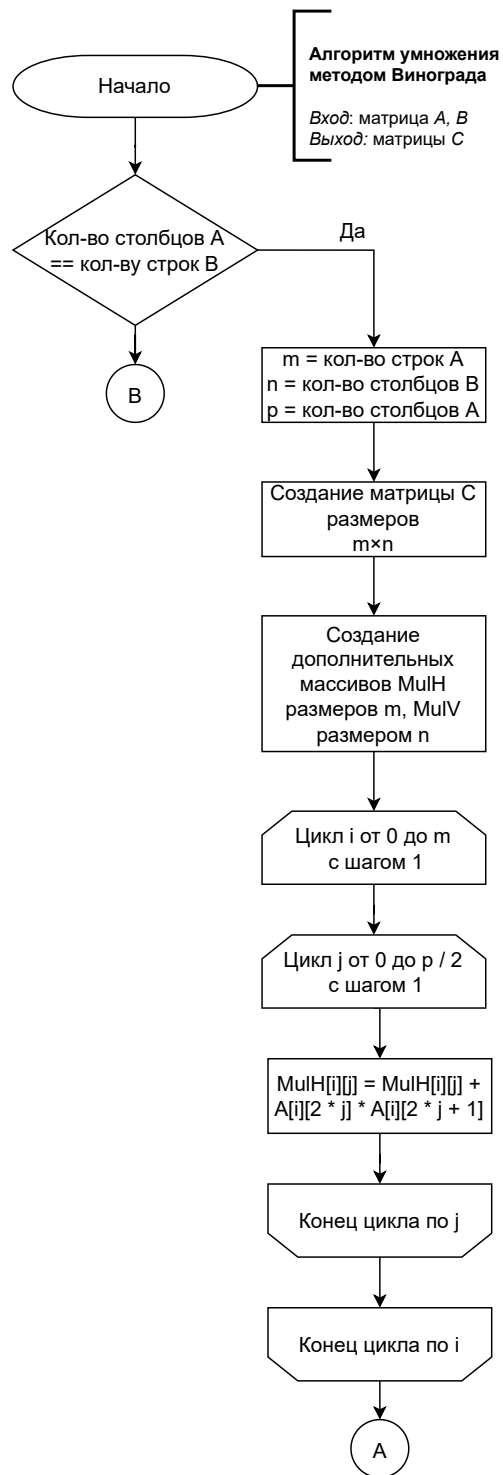 Начало
Алгоритм умножения
методом Винограда
Вход: матрица A, B
Выход: матрицы C
Кол-во столбцов A
== кол-ву строк B
Да
B
m = кол-во строк A
n = кол-во столбцов B
p = кол-во столбцов A
Создание матрицы C
размеров
m×n
Создание
дополнительных
массивов MulH
размеров m, MulV
размером n
Цикл i от 0 до m
с шагом 1
Цикл j от 0 до p / 2
с шагом 1
MulH[i][j] = MulH[i][j] +
A[i][2 * j] * A[i][2 * j + 1]
Конец цикла по j
Конец цикла по i
A